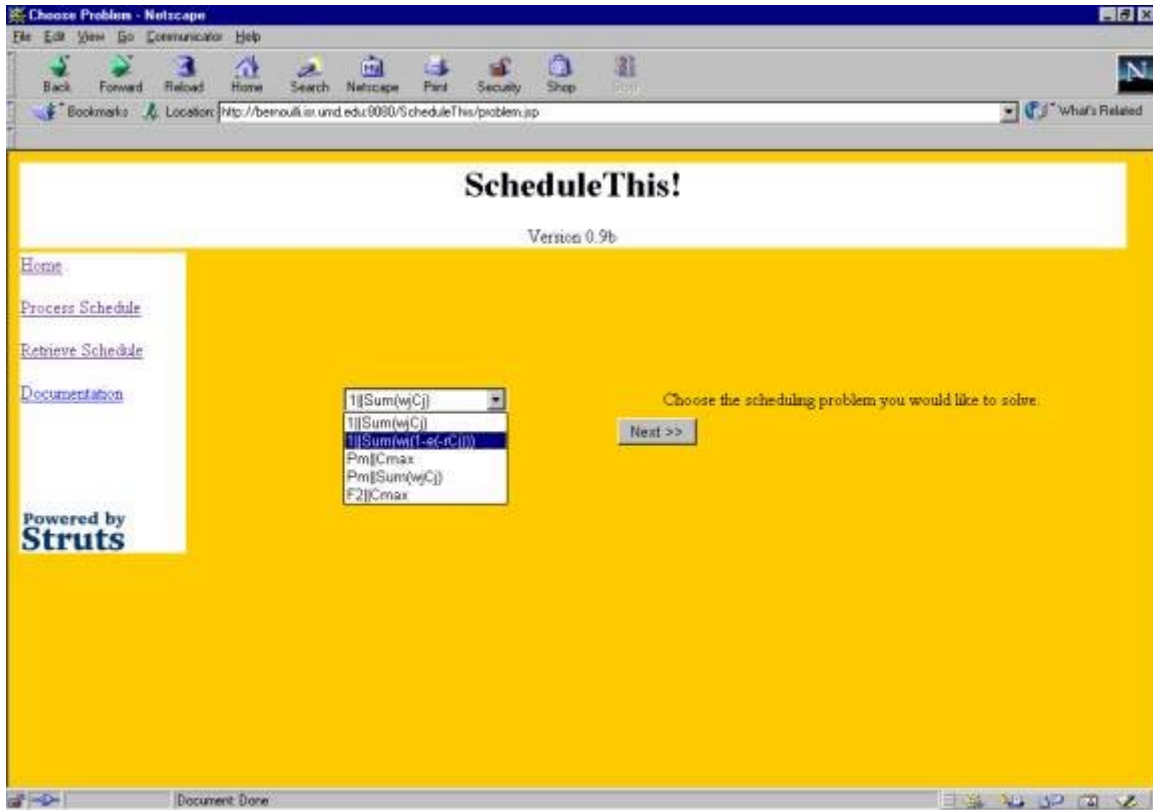 Choose Problem - Netscape
File Edit View Go Communicator Help
Back Forward Reload Home Search Netscape Print Security Shop Stop
Bookmarks Location: http://bernoulli.isr.umd.edu:8080/ScheduleThis/problem.jsp What's Related
ScheduleThis!
Version 0.9b
Home
Process Schedule
Retrieve Schedule
Documentation
1||Sum(wjCj)
Choose the scheduling problem you would like to solve.
1||Sum(wjCj)
1||Sum(wj(1-e(-rCj)))
Pm||Cmax
Pm||Sum(wjCj)
F2||Cmax
Next >>
Powered by
Struts
Document: Done